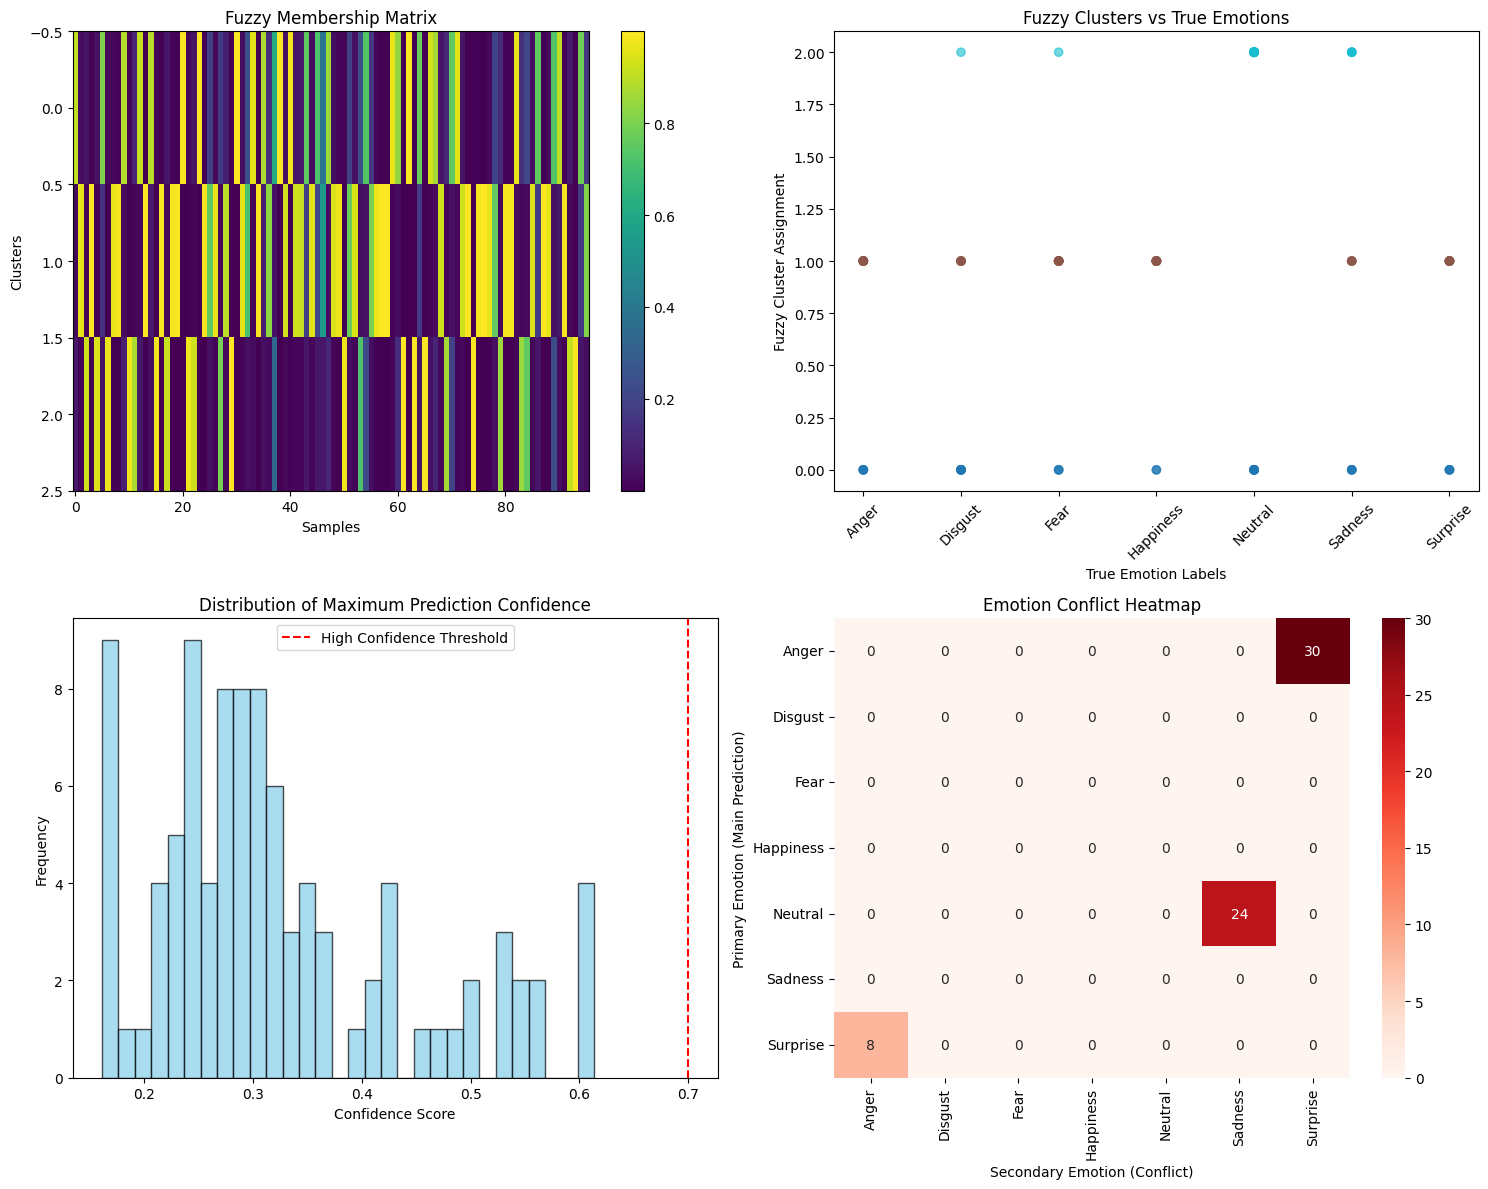 Fuzzy Membership Matrix
−0.5
0.0
0.5
1.0
1.5
2.0
2.5
Clusters
0
20
40
60
80
Samples
0.8
0.6
0.4
0.2
Fuzzy Clusters vs True Emotions
2.00
1.75
1.50
1.25
1.00
0.75
0.50
0.25
0.00
Fuzzy Cluster Assignment
Anger
Disgust
Fear
Happiness
Neutral
Sadness
Surprise
True Emotion Labels
Distribution of Maximum Prediction Confidence
High Confidence Threshold
8
6
4
2
0
Frequency
0.2
0.3
0.4
0.5
0.6
0.7
Confidence Score
Emotion Conflict Heatmap
Primary Emotion (Main Prediction)
Anger 0 0 0 0 0 0 30
Disgust 0 0 0 0 0 0 0
Fear 0 0 0 0 0 0 0
Happiness 0 0 0 0 0 0 0
Neutral 0 0 0 0 0 24 0
Sadness 0 0 0 0 0 0 0
Surprise 8 0 0 0 0 0 0
Anger
Disgust
Fear
Happiness
Neutral
Sadness
Surprise
Secondary Emotion (Conflict)
30
25
20
15
10
5
0